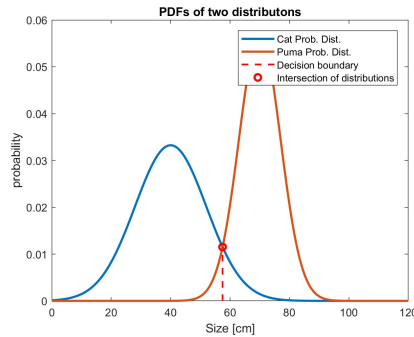 PDFs of two distributons
Cat Prob. Dist.
Puma Prob. Dist.
Decision boundary
Intersection of distributions
probability
0.06
0.05
0.04
0.03
0.02
0.01
0
0 20 40 60 80 100 120
Size [cm]